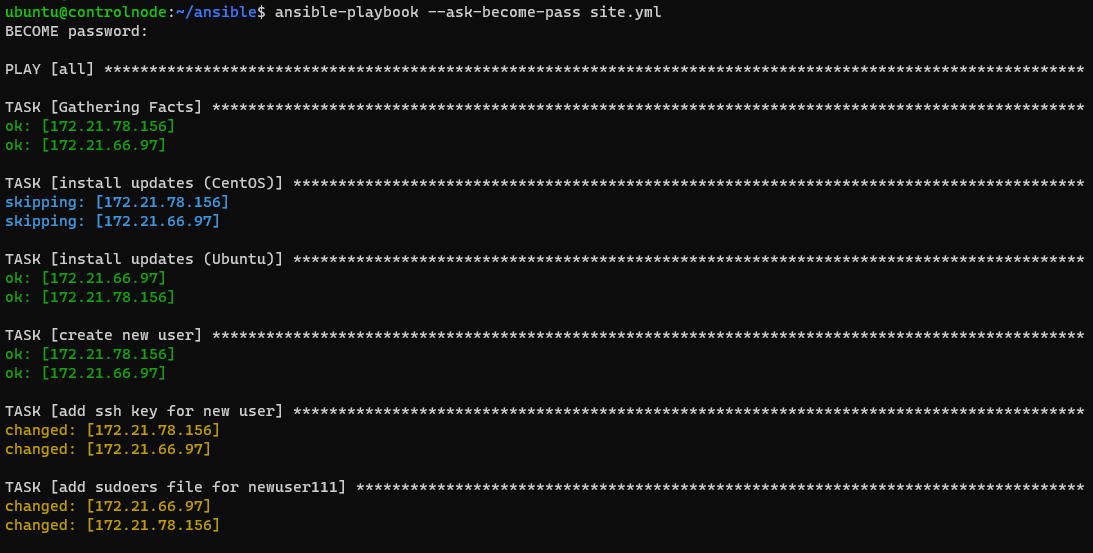 ubuntu@controlnode:~/ansible$ ansible-playbook --ask-become-pass site.yml
BECOME password:
PLAY [all] *************************************************************************************************************
TASK [Gathering Facts] *************************************************************************************************
ok: [172.21.78.156]
ok: [172.21.66.97]
TASK [install updates (CentOS)] ****************************************************************************************
skipping: [172.21.78.156]
skipping: [172.21.66.97]
TASK [install updates (Ubuntu)] ****************************************************************************************
ok: [172.21.66.97]
ok: [172.21.78.156]
TASK [create new user] *************************************************************************************************
ok: [172.21.78.156]
ok: [172.21.66.97]
TASK [add ssh key for new user] ****************************************************************************************
changed: [172.21.78.156]
changed: [172.21.66.97]
TASK [add sudoers file for newuser111] *********************************************************************************
changed: [172.21.66.97]
changed: [172.21.78.156]